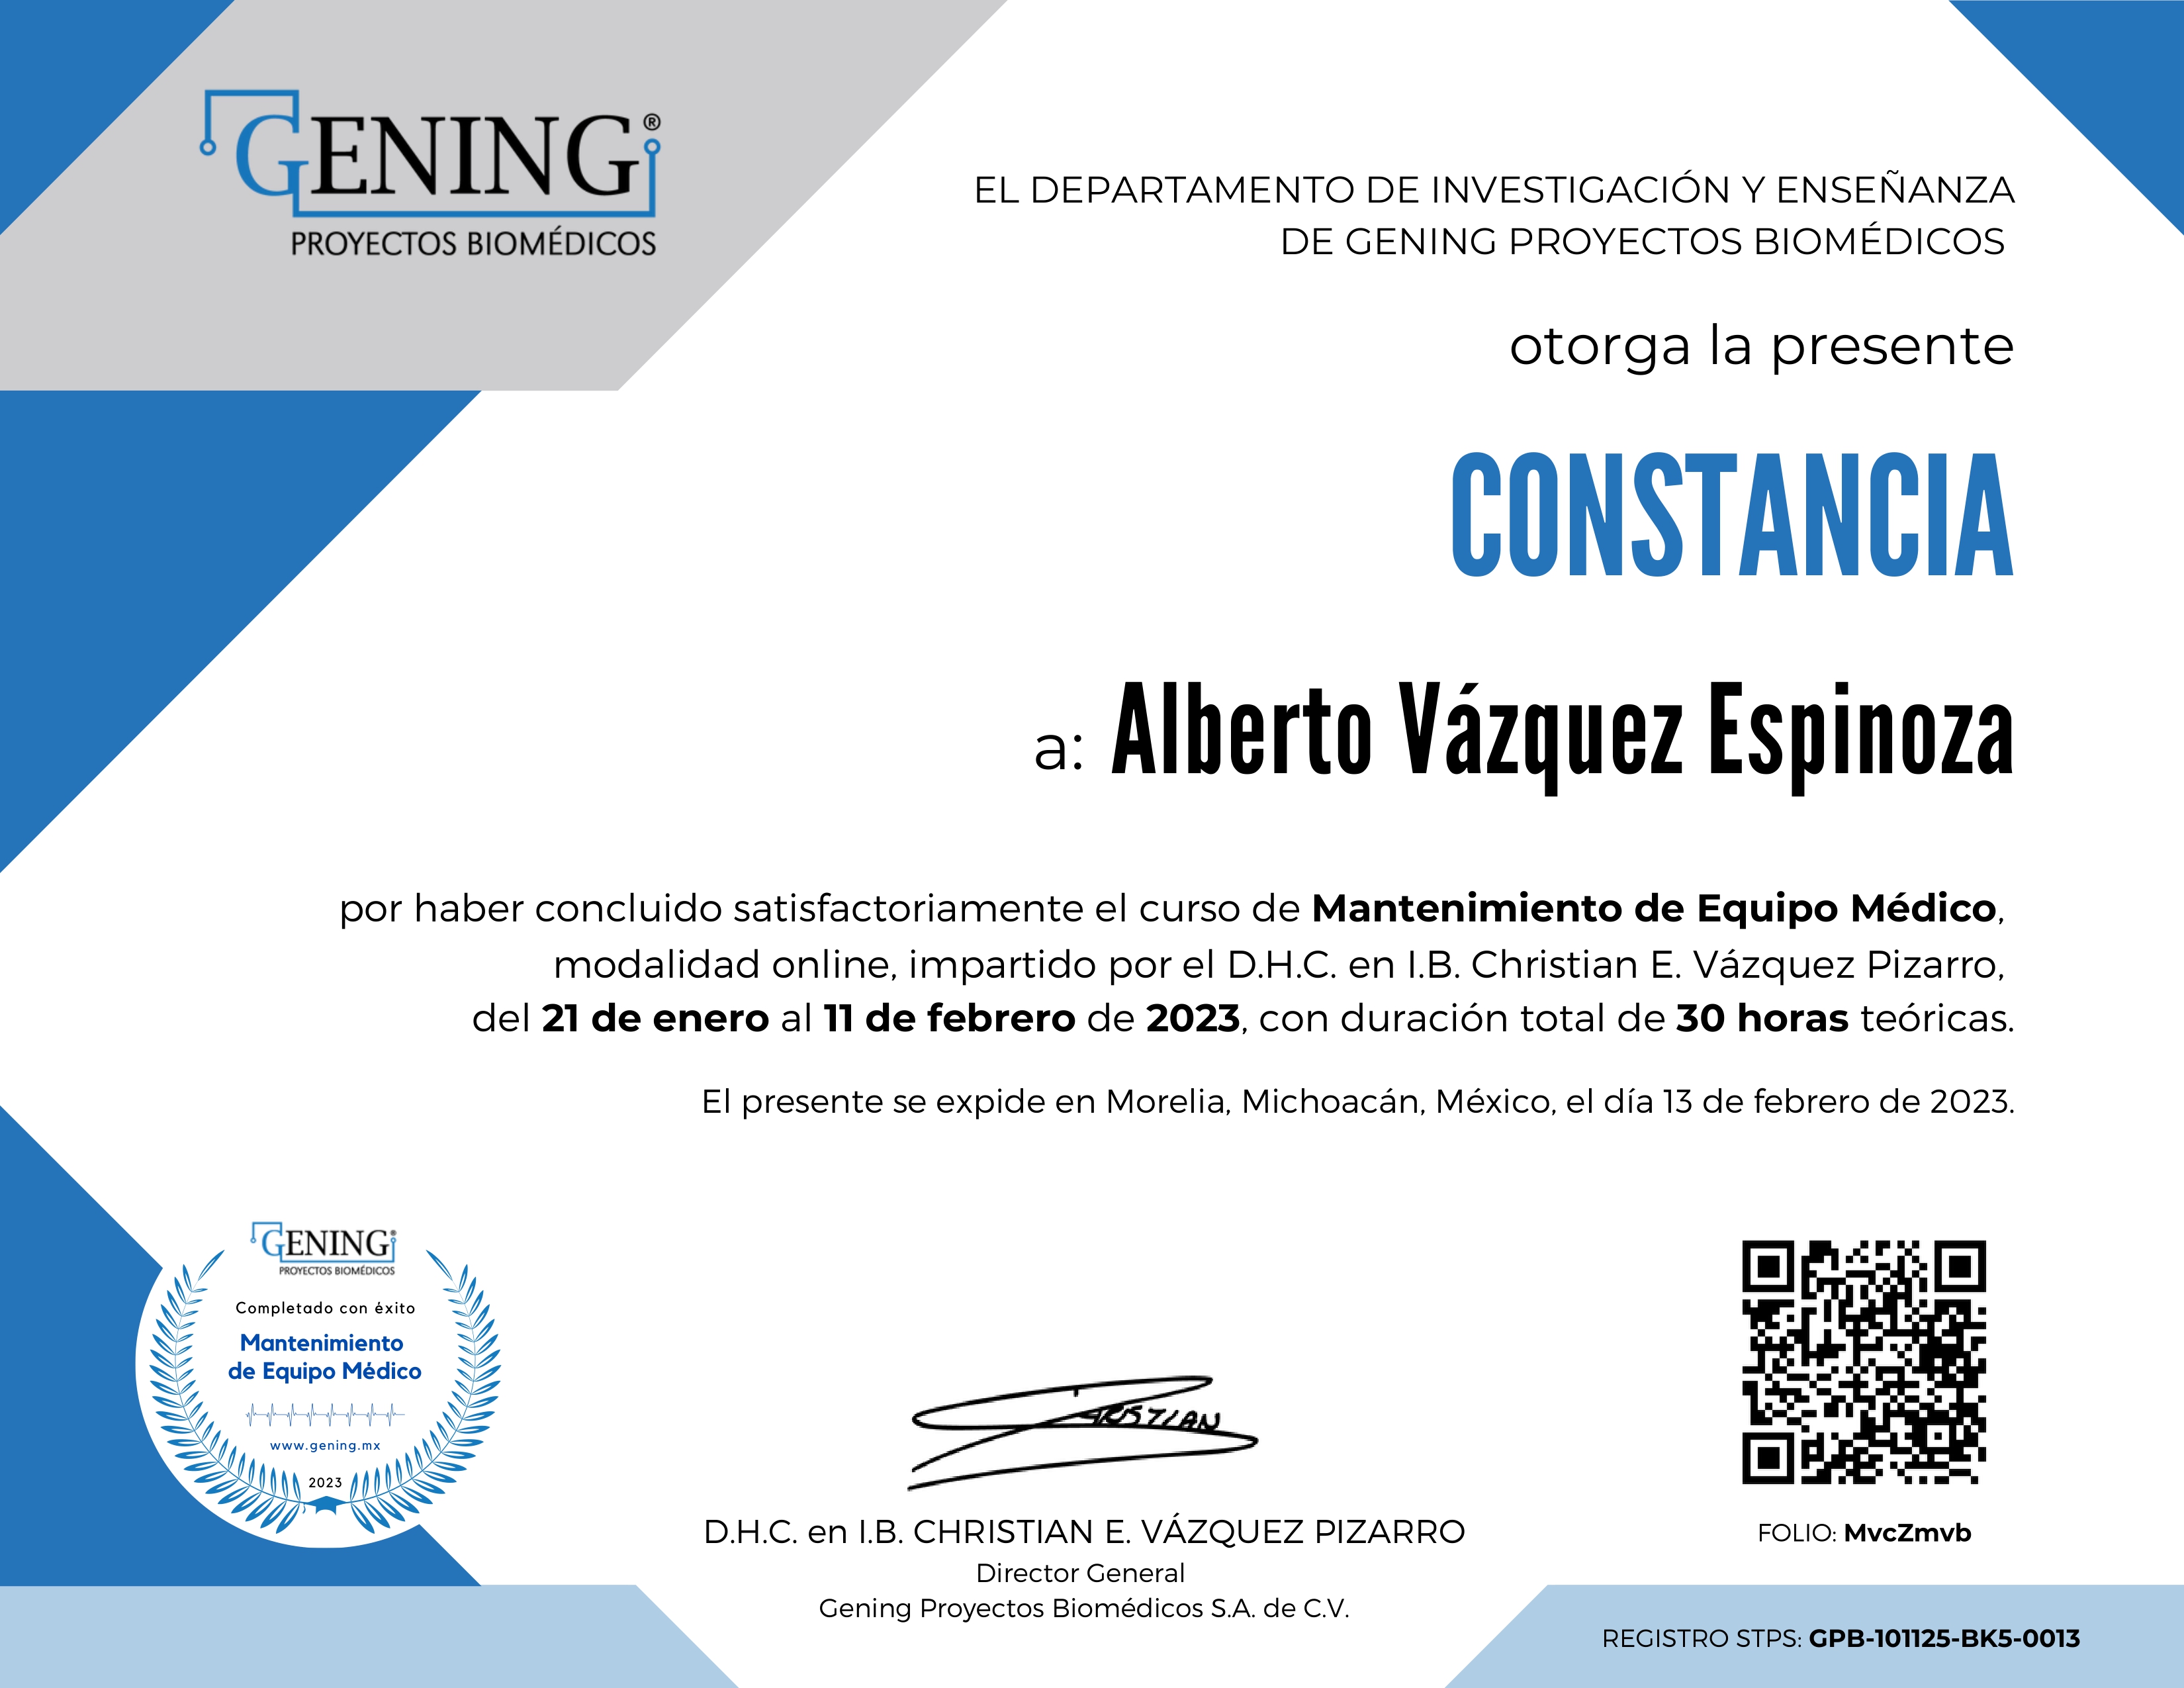 GENING®
PROYECTOS BIOMÉDICOS
EL DEPARTAMENTO DE INVESTIGACIÓN Y ENSEÑANZA
DE GENING PROYECTOS BIOMÉDICOS
otorga la presente
CONSTANCIA
a: Alberto Vázquez Espinoza
por haber concluido satisfactoriamente el curso de Mantenimiento de Equipo Médico,
modalidad online, impartido por el D.H.C. en I.B. Christian E. Vázquez Pizarro,
del 21 de enero al 11 de febrero de 2023, con duración total de 30 horas teóricas.
El presente se expide en Morelia, Michoacán, México, el día 13 de febrero de 2023.
GENING®
PROYECTOS BIOMÉDICOS
Completado con éxito
Mantenimiento
de Equipo Médico
www.gening.mx
2023
D.H.C. en I.B. CHRISTIAN E. VÁZQUEZ PIZARRO
Director General
Gening Proyectos Biomédicos S.A. de C.V.
FOLIO: MvcZmvb
REGISTRO STPS: GPB-101125-BK5-0013